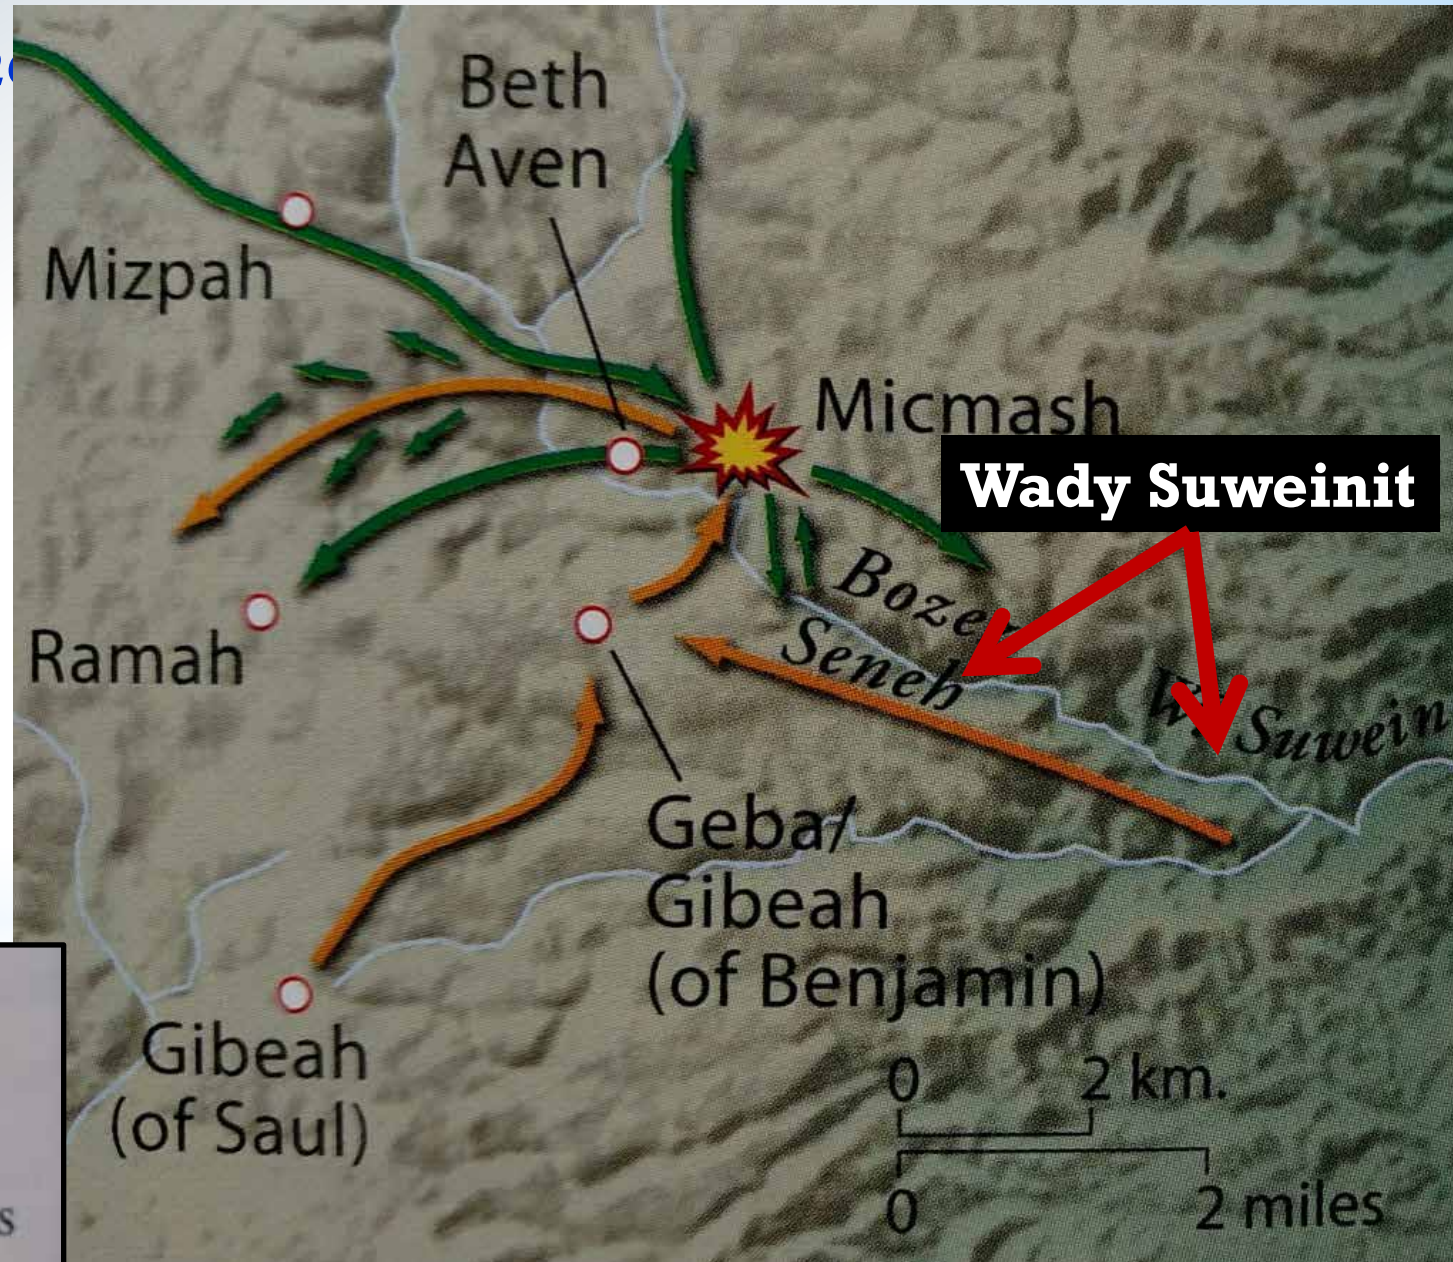 Beth
Aven
Mizpah
Micmash
Wady Suweinit
Bozer
Seneh
W. Suwein
Ramah
Geba/
Gibeah
(of Benjamin)
Gibeah
(of Saul)
0 2 km.
0 2 miles
s